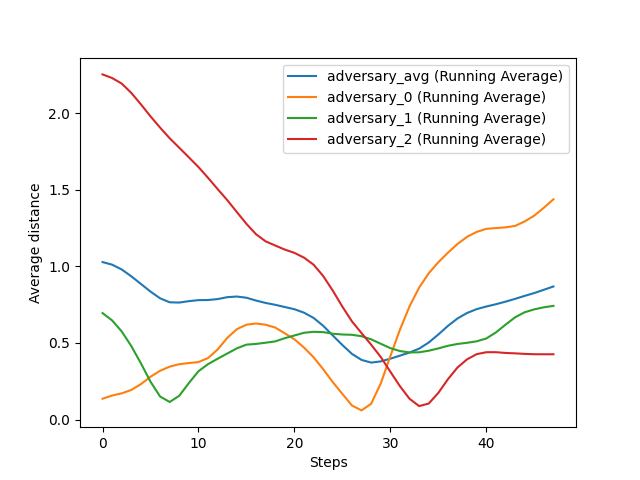 adversary_avg (Running Average)
adversary_0 (Running Average)
adversary_1 (Running Average)
adversary_2 (Running Average)
2.0
1.5
1.0
0.5
0.0
Average distance
0 10 20 30 40
Steps